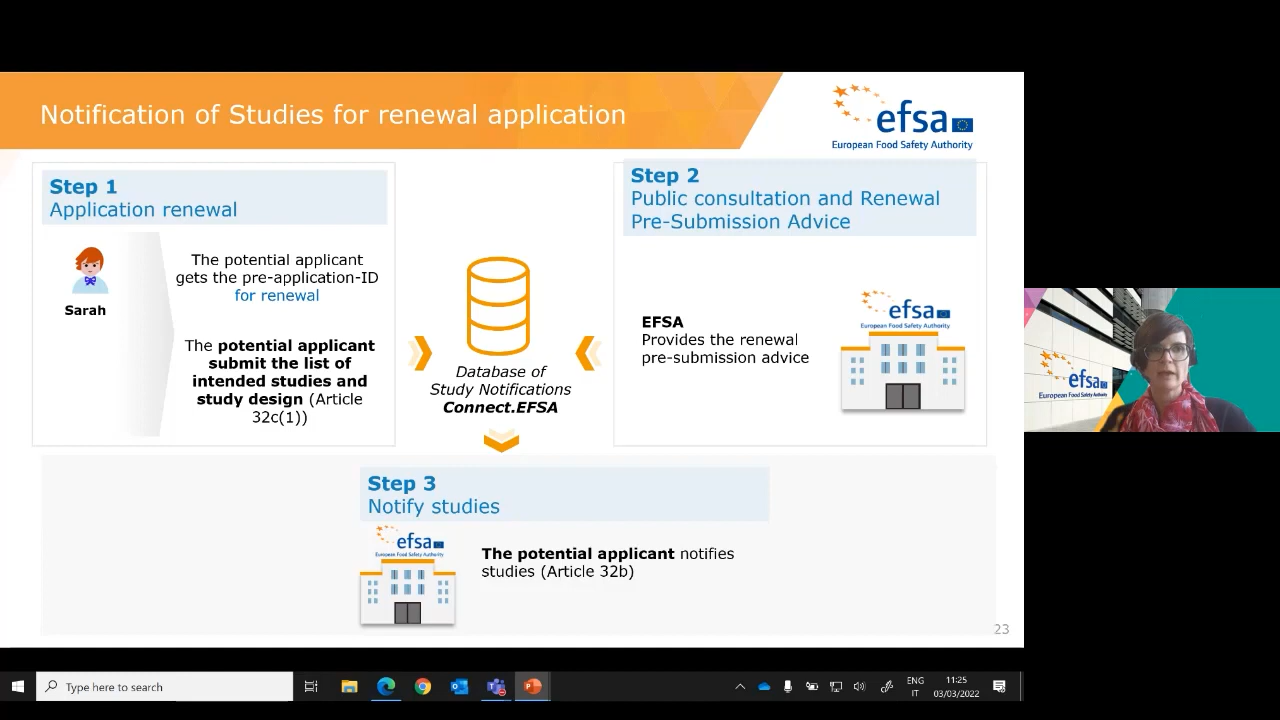 Notification of Studies for renewal application
efsa
European Food Safety Authority
Step 1
Application renewal
Sarah
The potential applicant
gets the pre-application-ID
for renewal
The potential applicant
submit the list of
intended studies and
study design (Article
32c(1))
Database of
Study Notifications
Connect.EFSA
Step 2
Public consultation and Renewal
Pre-Submission Advice
EFSA
Provides the renewal
pre-submission advice
efsa
European Food Safety Authority
Step 3
Notify studies
efsa
European Food Safety Authority
The potential applicant notifies
studies (Article 32b)
23
efsa
European Food Safety Authority
Type here to search
ENG
IT
11:25
03/03/2022